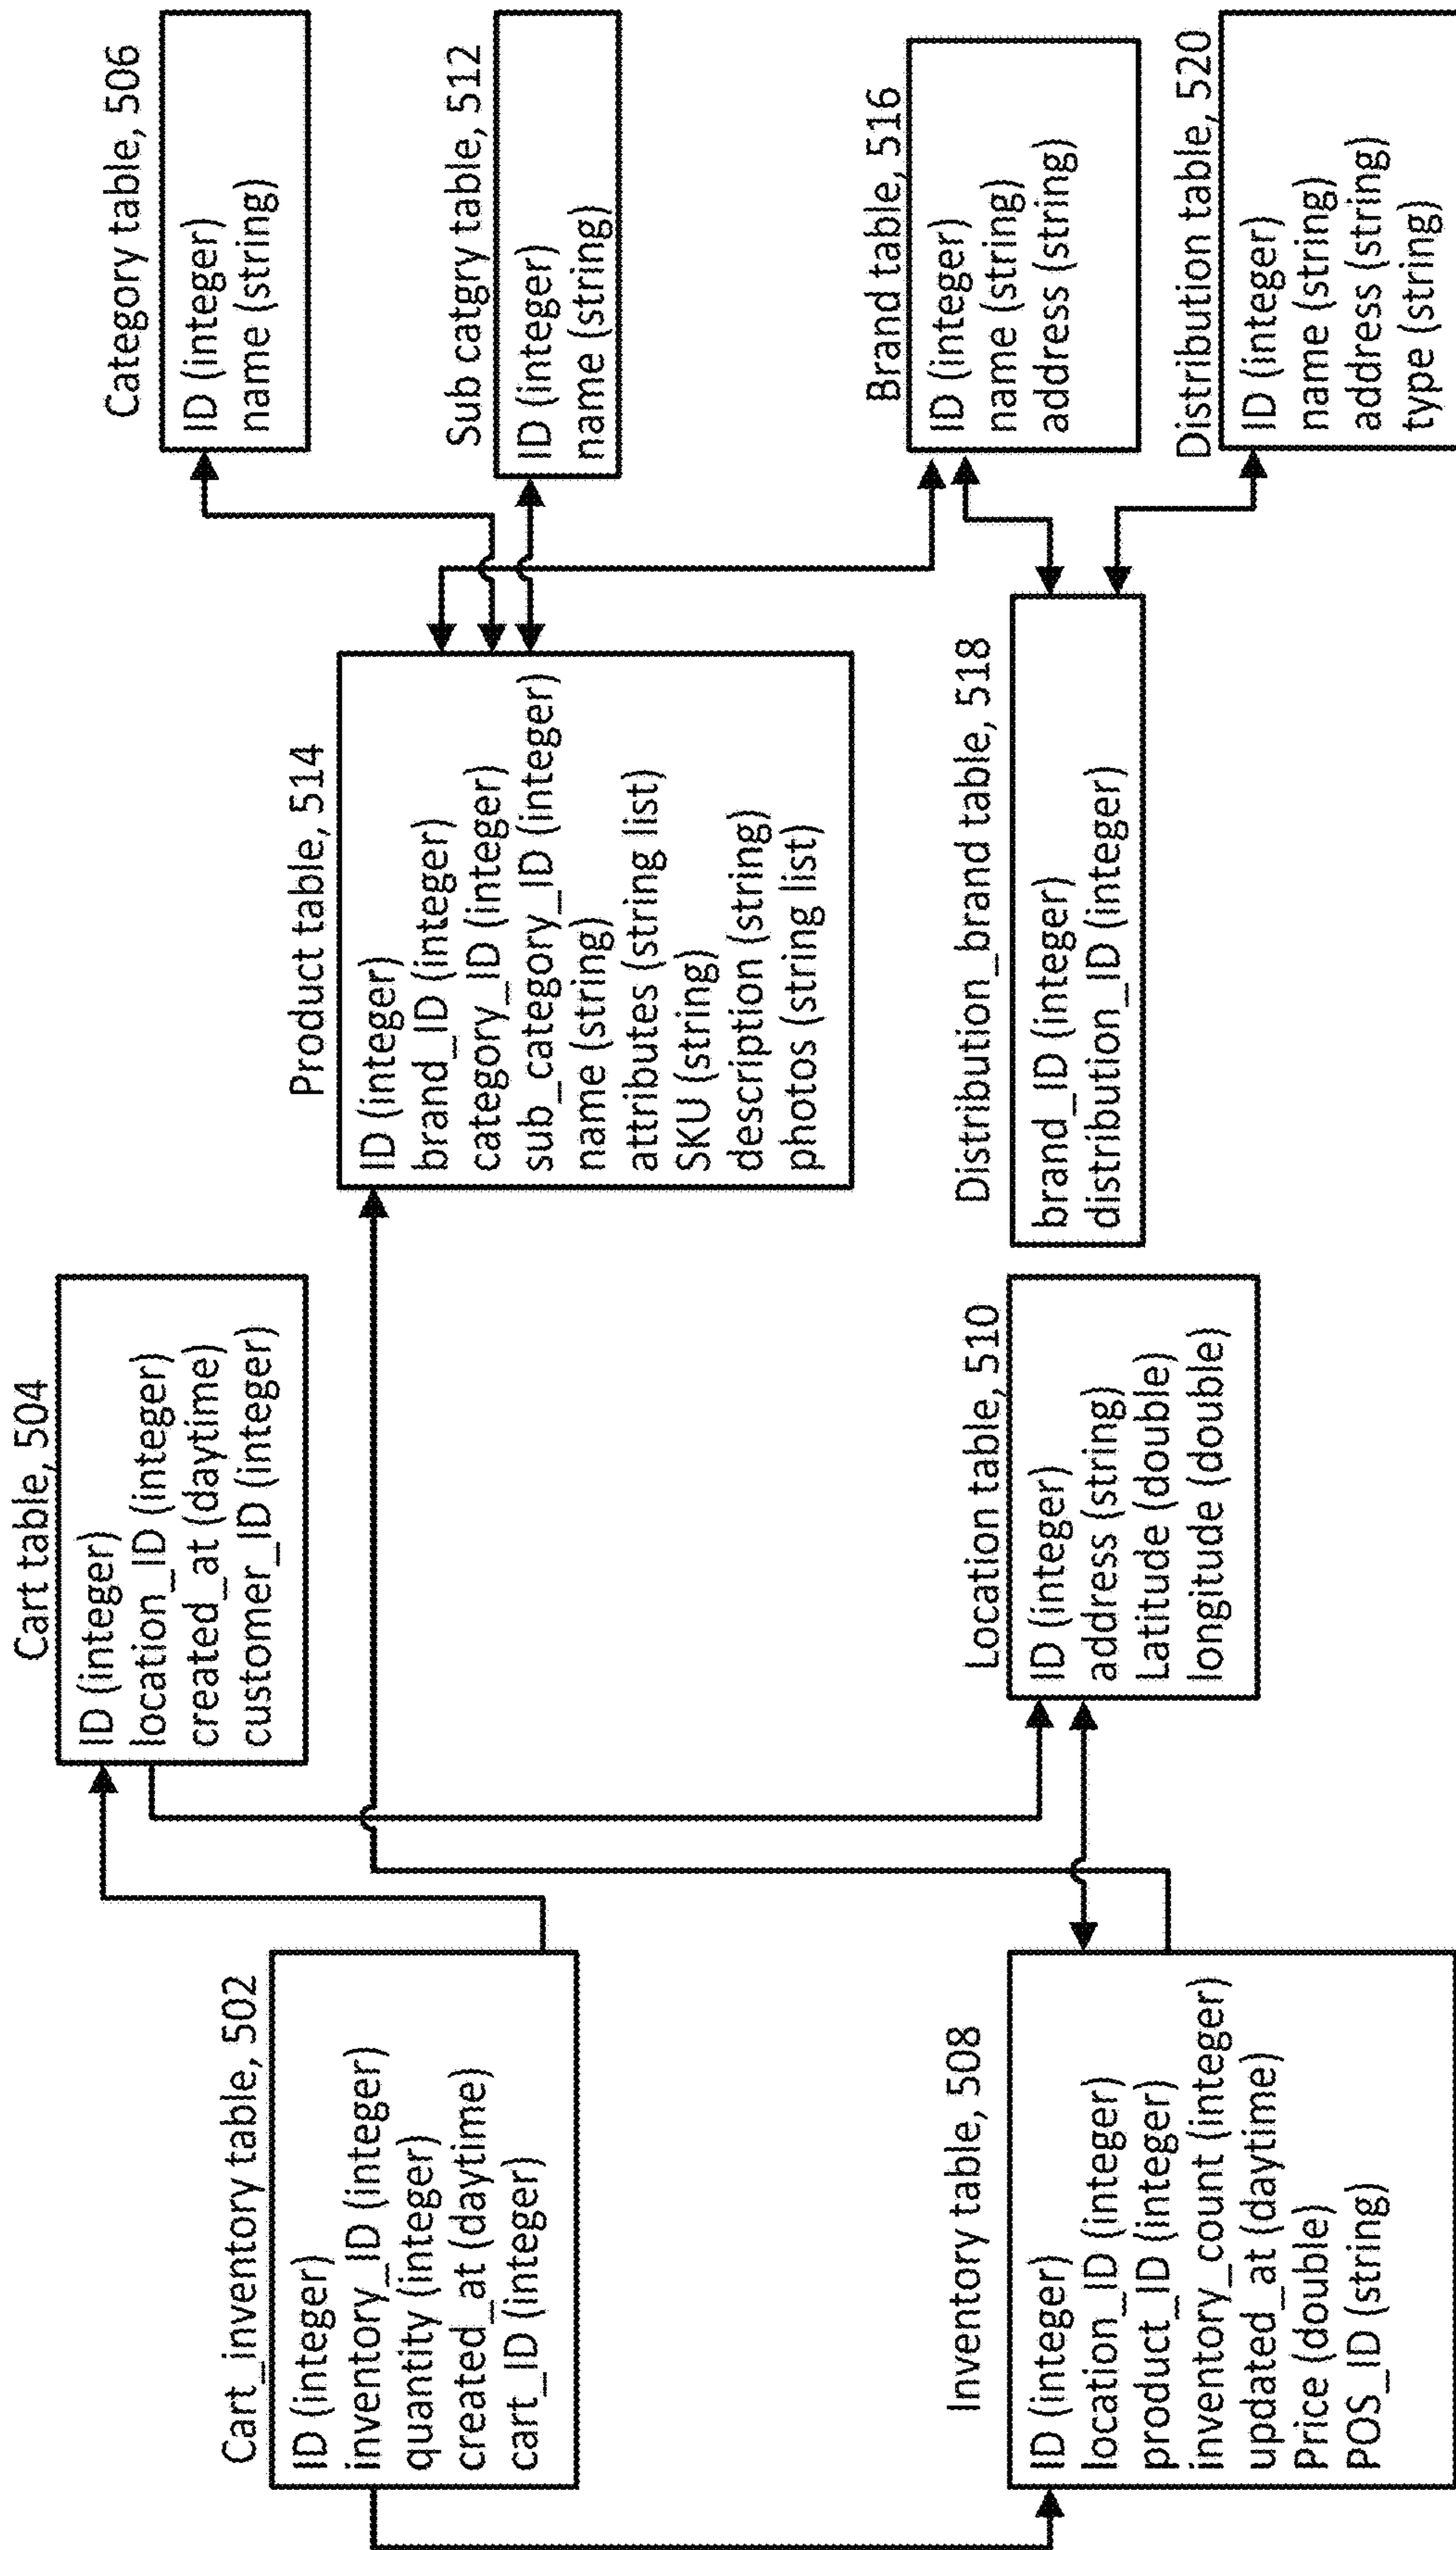 Cart_inventory table, 502
ID (integer)
inventory_ID (integer)
quantity (integer)
created_at (daytime)
cart_ID (integer)
Cart table, 504
ID (integer)
location_ID (integer)
created_at (daytime)
customer_ID (integer)
Product table, 514
ID (integer)
brand_ID (integer)
category_ID (integer)
sub_category_ID (integer)
name (string)
attributes (string list)
SKU (string)
description (string)
photos (string list)
Category table, 506
ID (integer)
name (string)
Sub catgry table, 512
ID (integer)
name (string)
Inventory table, 508
ID (integer)
location_ID (integer)
product_ID (integer)
inventory_count (integer)
updated_at (daytime)
Price (double)
POS_ID (string)
Location table, 510
ID (integer)
address (string)
Latitude (double)
longitude (double)
Distribution_brand table, 518
brand_ID (integer)
distribution_ID (integer)
Brand table, 516
ID (integer)
name (string)
address (string)
Distribution table, 520
ID (integer)
name (string)
address (string)
type (string)